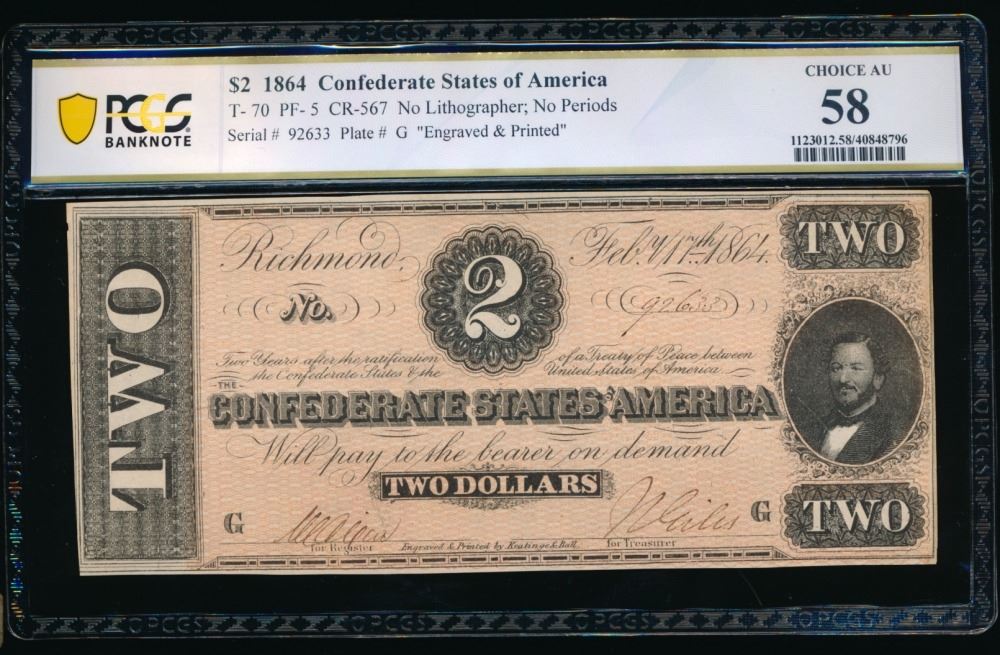 PCGS
BANKNOTE
$2 1864 Confederate States of America
T- 70 PF- 5 CR-567 No Lithographer; No Periods
Serial # 92633 Plate # G "Engraved & Printed"
CHOICE AU
58
1123012.58/40848796
TWO
Richmond,
2
Feb.y 17th 1864.
TWO
No.
92633
Two Years after the ratification of a Treaty of Peace between
the Confederate States & the United States of America
THE
CONFEDERATE STATES OF AMERICA
Will pay to the bearer on demand
TWO DOLLARS
G
G
TWO
for Register
Engraved & Printed by Keatinge & Ball
for Treasurer